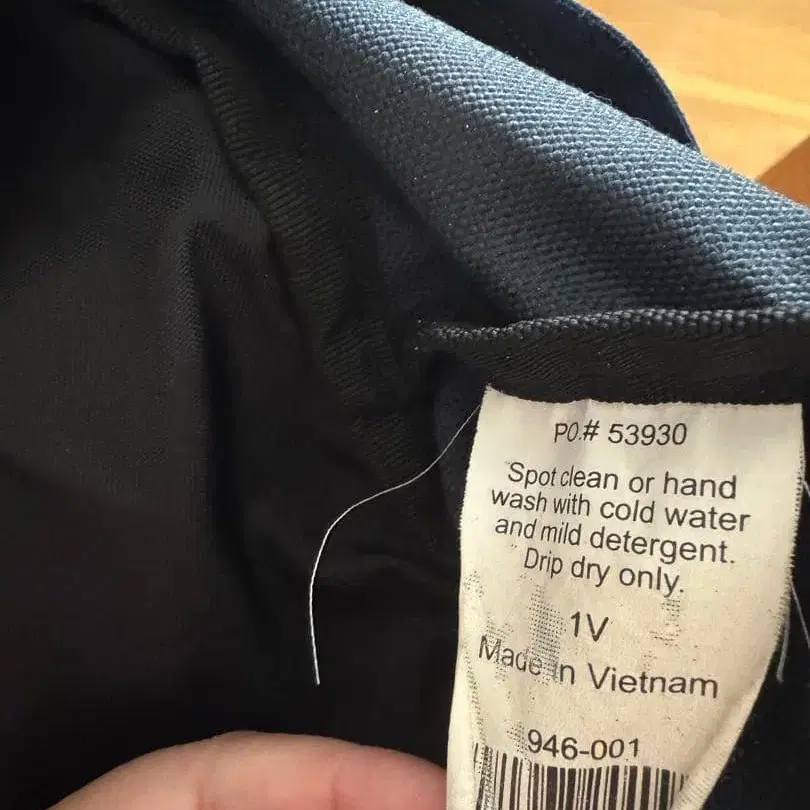 PO.# 53930
Spot clean or hand
wash with cold water
and mild detergent.
Drip dry only.
1V
Made in Vietnam
946-001